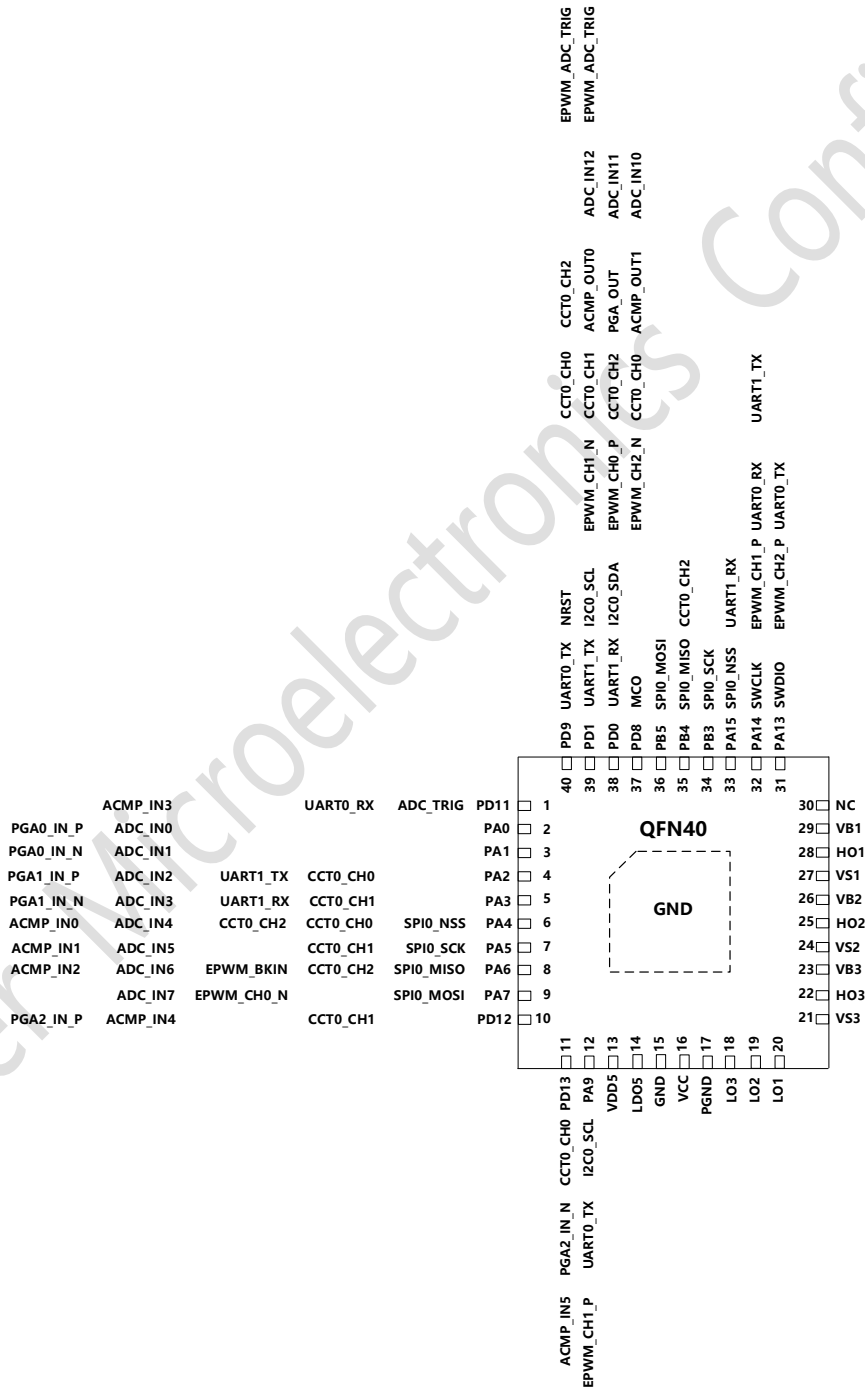 40 PD9 UART0_TX NRST CCT0_CH0 CCT0_CH2 EPWM_ADC_TRIG
39 PD1 UART1_TX I2C0_SCL EPWM_CH1_N CCT0_CH1 ACMP_OUT0 ADC_IN12 EPWM_ADC_TRIG
38 PD0 UART1_RX I2C0_SDA EPWM_CH0_P CCT0_CH2 PGA_OUT ADC_IN11
37 PD8 MCO EPWM_CH2_N CCT0_CH0 ACMP_OUT1 ADC_IN10
36 PB5 SPI0_MOSI
35 PB4 SPI0_MISO CCT0_CH2
34 PB3 SPI0_SCK
33 PA15 SPI0_NSS UART1_RX
32 PA14 SWCLK EPWM_CH1_P UART0_RX UART1_TX
31 PA13 SWDIO EPWM_CH2_P UART0_TX
ACMP_IN3 UART0_RX ADC_TRIG PD11 1
PGA0_IN_P ADC_IN0 PA0 2
PGA0_IN_N ADC_IN1 PA1 3
PGA1_IN_P ADC_IN2 UART1_TX CCT0_CH0 PA2 4
PGA1_IN_N ADC_IN3 UART1_RX CCT0_CH1 PA3 5
ACMP_IN0 ADC_IN4 CCT0_CH2 CCT0_CH0 SPI0_NSS PA4 6
ACMP_IN1 ADC_IN5 CCT0_CH1 SPI0_SCK PA5 7
ACMP_IN2 ADC_IN6 EPWM_BKIN CCT0_CH2 SPI0_MISO PA6 8
ADC_IN7 EPWM_CH0_N SPI0_MOSI PA7 9
PGA2_IN_P ACMP_IN4 CCT0_CH1 PD12 10
QFN40
GND
30 NC
29 VB1
28 HO1
27 VS1
26 VB2
25 HO2
24 VS2
23 VB3
22 HO3
21 VS3
ACMP_IN5 PGA2_IN_N CCT0_CH0 PD13 11
EPWM_CH1_P UART0_TX I2C0_SCL PA9 12
VDD5 13
LDO5 14
GND 15
VCC 16
PGND 17
LO3 18
LO2 19
LO1 20
er Microelectronics Confi